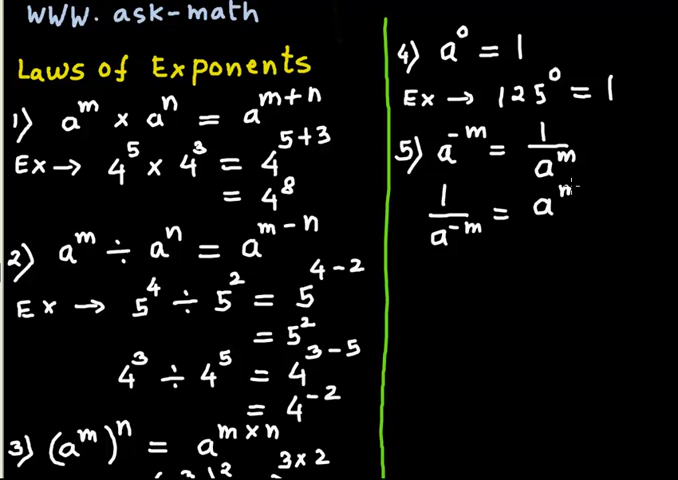 WWW. ask-math
Laws of Exponents
1) a^m × a^n = a^(m+n)
Ex → 4^5 × 4^3 = 4^(5+3)
= 4^8
2) a^m ÷ a^n = a^(m-n)
Ex → 5^4 ÷ 5^2 = 5^(4-2)
= 5^2
4^3 ÷ 4^5 = 4^(3-5)
= 4^(-2)
3) (a^m)^n = a^(m×n)
3×2
4) a^0 = 1
Ex → 125^0 = 1
5) a^(-m) = 1/a^m
1/a^(-m) = a